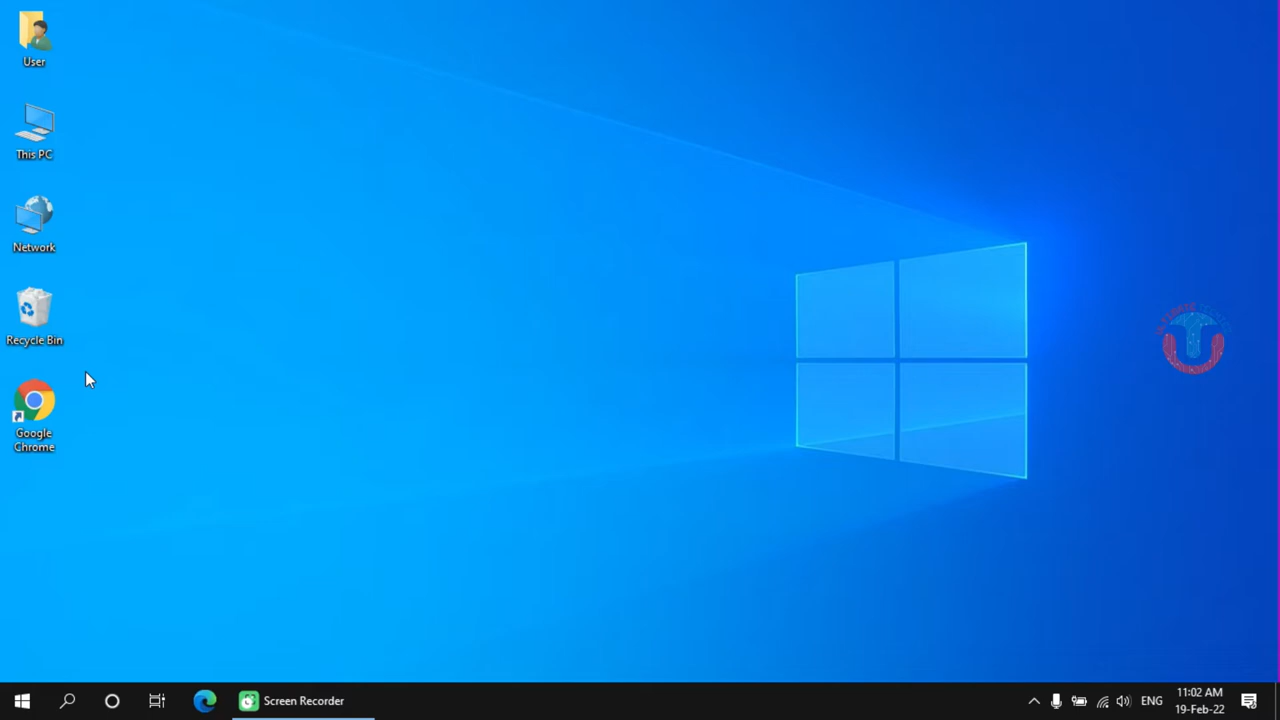 User
This PC
Network
Recycle Bin
Google
Chrome
Screen Recorder
ENG
11:02 AM
19-Feb-22